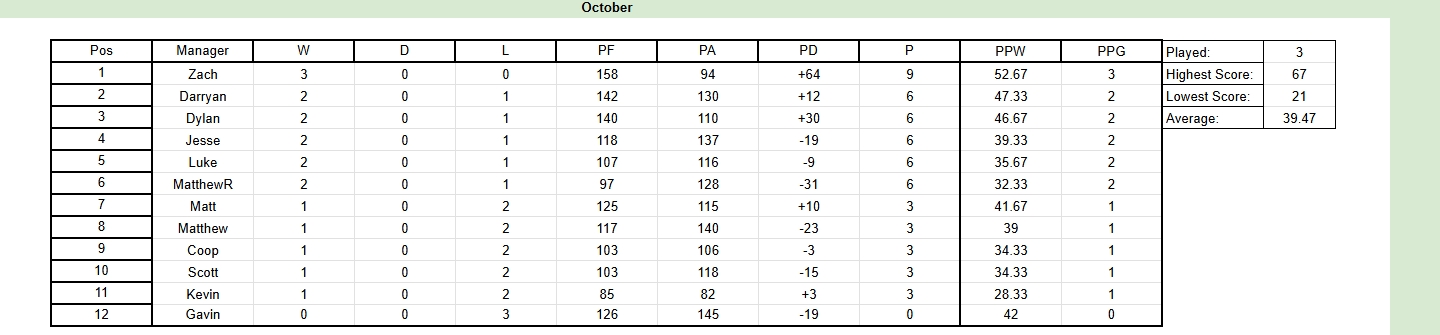 October
Pos Manager W D L PF PA PD P PPW PPG Played: 3
1 Zach 3 0 0 158 94 +64 9 52.67 3 Highest Score: 67
2 Darryan 2 0 1 142 130 +12 6 47.33 2 Lowest Score: 21
3 Dylan 2 0 1 140 110 +30 6 46.67 2 Average: 39.47
4 Jesse 2 0 1 118 137 -19 6 39.33 2
5 Luke 2 0 1 107 116 -9 6 35.67 2
6 MatthewR 2 0 1 97 128 -31 6 32.33 2
7 Matt 1 0 2 125 115 +10 3 41.67 1
8 Matthew 1 0 2 117 140 -23 3 39 1
9 Coop 1 0 2 103 106 -3 3 34.33 1
10 Scott 1 0 2 103 118 -15 3 34.33 1
11 Kevin 1 0 2 85 82 +3 3 28.33 1
12 Gavin 0 0 3 126 145 -19 0 42 0